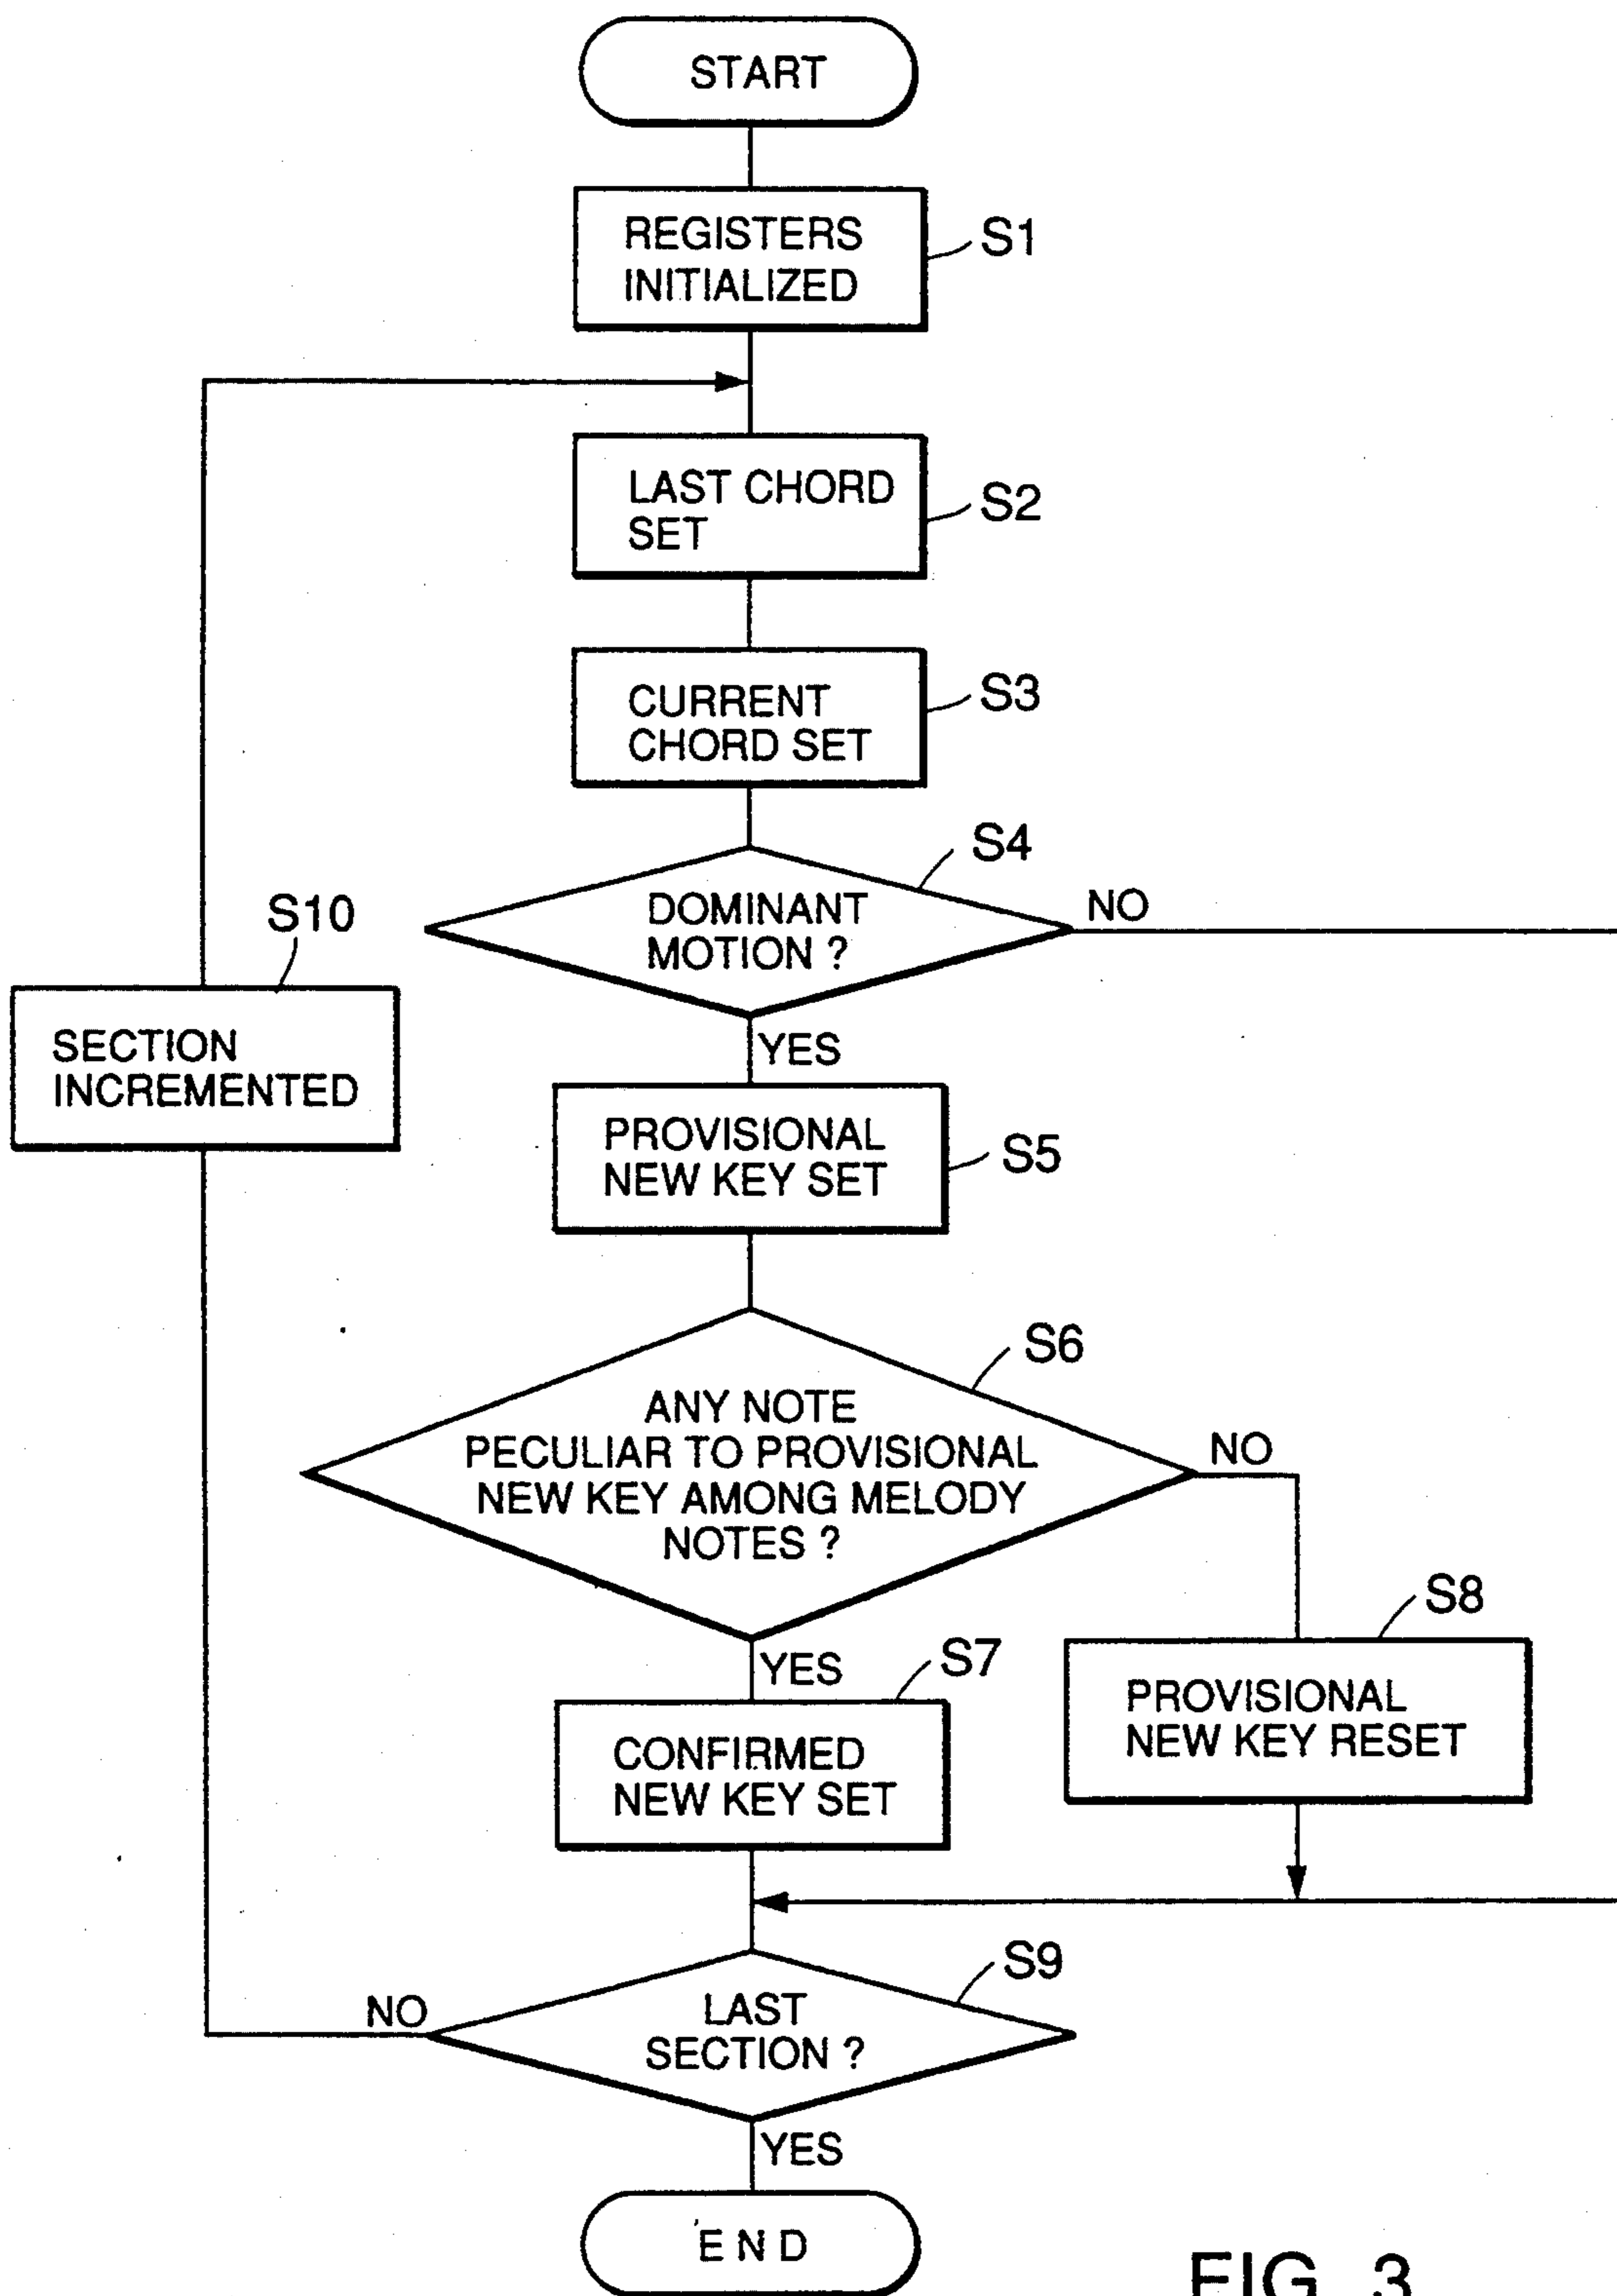 START
REGISTERS
INITIALIZED
S1
LAST CHORD
SET
S2
CURRENT
CHORD SET
S3
S4
DOMINANT
MOTION ?
NO
YES
S10
SECTION
INCREMENTED
PROVISIONAL
NEW KEY SET
S5
S6
ANY NOTE
PECULIAR TO PROVISIONAL
NEW KEY AMONG MELODY
NOTES ?
NO
YES
S7
CONFIRMED
NEW KEY SET
S8
PROVISIONAL
NEW KEY RESET
S9
LAST
SECTION ?
NO
YES
END
FIG. 3